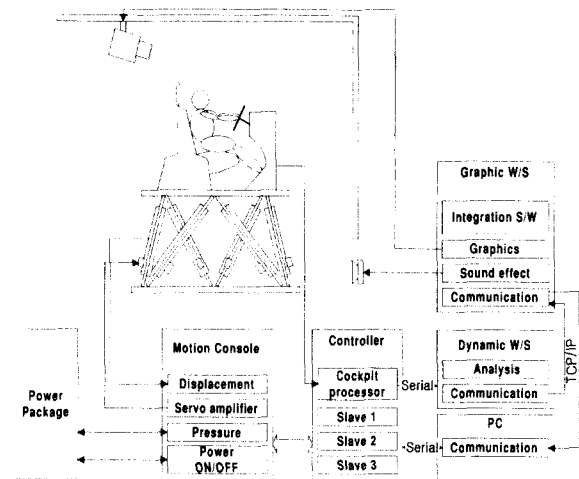 Graphic W/S
Integration S/W
Graphics
Sound effect
Communication
TCP/IP
Power
Package
Motion Console
Displacement
Servo amplifier
Pressure
Power
ON/OFF
Controller
Cockpit
processor
Slave 1
Slave 2
Slave 3
Serial
Serial
Dynamic W/S
Analysis
Communication
PC
Communication